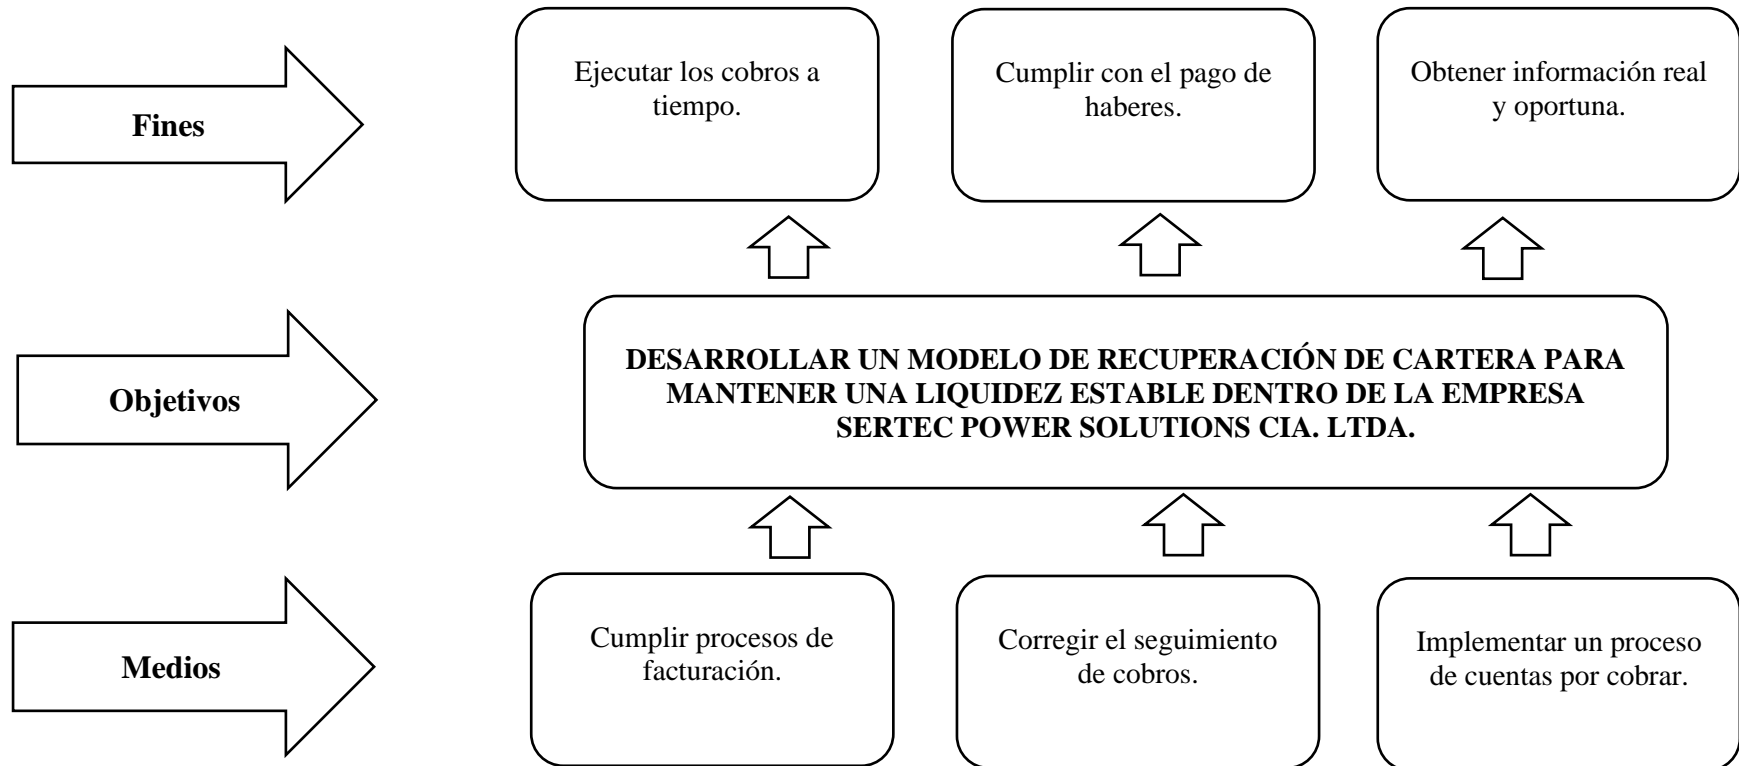 Fines
Ejecutar los cobros a
tiempo.
Cumplir con el pago de
haberes.
Obtener información real
y oportuna.
Objetivos
DESARROLLAR UN MODELO DE RECUPERACIÓN DE CARTERA PARA
MANTENER UNA LIQUIDEZ ESTABLE DENTRO DE LA EMPRESA
SERTEC POWER SOLUTIONS CIA. LTDA.
Medios
Cumplir procesos de
facturación.
Corregir el seguimiento
de cobros.
Implementar un proceso
de cuentas por cobrar.